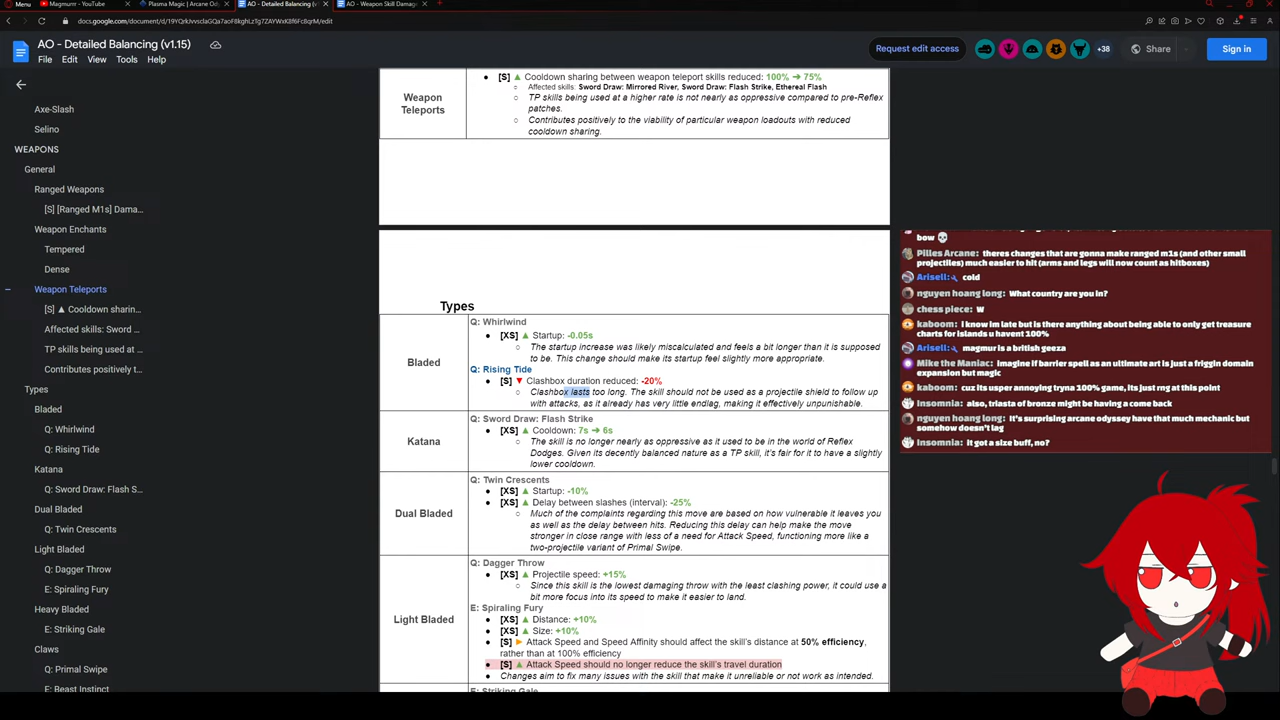 Menu
Magmurrr - YouTube
Plasma Magic | Arcane Od
AO - Detailed Balancing (v1.1
AO - Weapon Skill Damage
AO - Detailed Balancing (v1.15)
File Edit View Tools Help
Request edit access
+38
Share
Sign in
Axe-Slash
Selino
WEAPONS
General
Ranged Weapons
[S] [Ranged M1s] Dama...
Weapon Enchants
Tempered
Dense
Weapon Teleports
[S] ▲ Cooldown sharin...
Affected skills: Sword ...
TP skills being used at ...
Contributes positively t...
Types
Bladed
Q: Whirlwind
Q: Rising Tide
Katana
Q: Sword Draw: Flash S...
Dual Bladed
Q: Twin Crescents
Light Bladed
Q: Dagger Throw
E: Spiraling Fury
Heavy Bladed
E: Striking Gale
Claws
Q: Primal Swipe
E: Beast Instinct
Weapon
Teleports
● [S] ▲ Cooldown sharing between weapon teleport skills reduced: 100% ➔ 75%
○ Affected skills: Sword Draw: Mirrored River, Sword Draw: Flash Strike, Ethereal Flash
○ TP skills being used at a higher rate is not nearly as oppressive compared to pre-Reflex
patches.
○ Contributes positively to the viability of particular weapon loadouts with reduced
cooldown sharing.
Types
Bladed
Q: Whirlwind
● [XS] ▲ Startup: -0.05s
○ The startup increase was likely miscalculated and feels a bit longer than it is supposed
to be. This change should make its startup feel slightly more appropriate.
Q: Rising Tide
● [S] ▼ Clashbox duration reduced: -20%
○ Clashbox lasts too long. The skill should not be used as a projectile shield to follow up
with attacks, as it already has very little endlag, making it effectively unpunishable.
Katana
Q: Sword Draw: Flash Strike
● [XS] ▲ Cooldown: 7s ➔ 6s
○ The skill is no longer nearly as oppressive as it used to be in the world of Reflex
Dodges. Given its decently balanced nature as a TP skill, it's fair for it to have a slightly
lower cooldown.
Dual Bladed
Q: Twin Crescents
● [XS] ▲ Startup: -10%
● [XS] ▲ Delay between slashes (interval): -25%
○ Much of the complaints regarding this move are based on how vulnerable it leaves you
as well as the delay between hits. Reducing this delay can help make the move
stronger in close range with less of a need for Attack Speed, functioning more like a
two-projectile variant of Primal Swipe.
Light Bladed
Q: Dagger Throw
● [XS] ▲ Projectile speed: +15%
○ Since this skill is the lowest damaging throw with the least clashing power, it could use a
bit more focus into its speed to make it easier to land.
E: Spiraling Fury
● [XS] ▲ Distance: +10%
● [XS] ▲ Size: +10%
● [S] ► Attack Speed and Speed Affinity should affect the skill's distance at 50% efficiency,
rather than at 100% efficiency
● [S] ▲ Attack Speed should no longer reduce the skill's travel duration
● Changes aim to fix many issues with the skill that make it unreliable or not work as intended.
E: Striking Gale
bow 💀
Pilles Arcane: theres changes that are gonna make ranged m1s (and other small
projectiles) much easier to hit (arms and legs will now count as hitboxes)
Arisell: cold
nguyen hoang long: What country are you in?
chess piece: W
kaboom: i know im late but is there anything about being able to only get treasure
charts for islands u havent 100%
Arisell: magmur is a british geeza
Mike the Maniac: Imagine if barrier spell as an ultimate art is just a friggin domain
expansion but magic
kaboom: cuz its usper annoying tryna 100% game, its just rng at this point
Insomnia: also, triasta of bronze might be having a come back
nguyen hoang long: It's surprising arcane odyssey have that much mechanic but
somehow doesn't lag
Insomnia: It got a size buff, no?